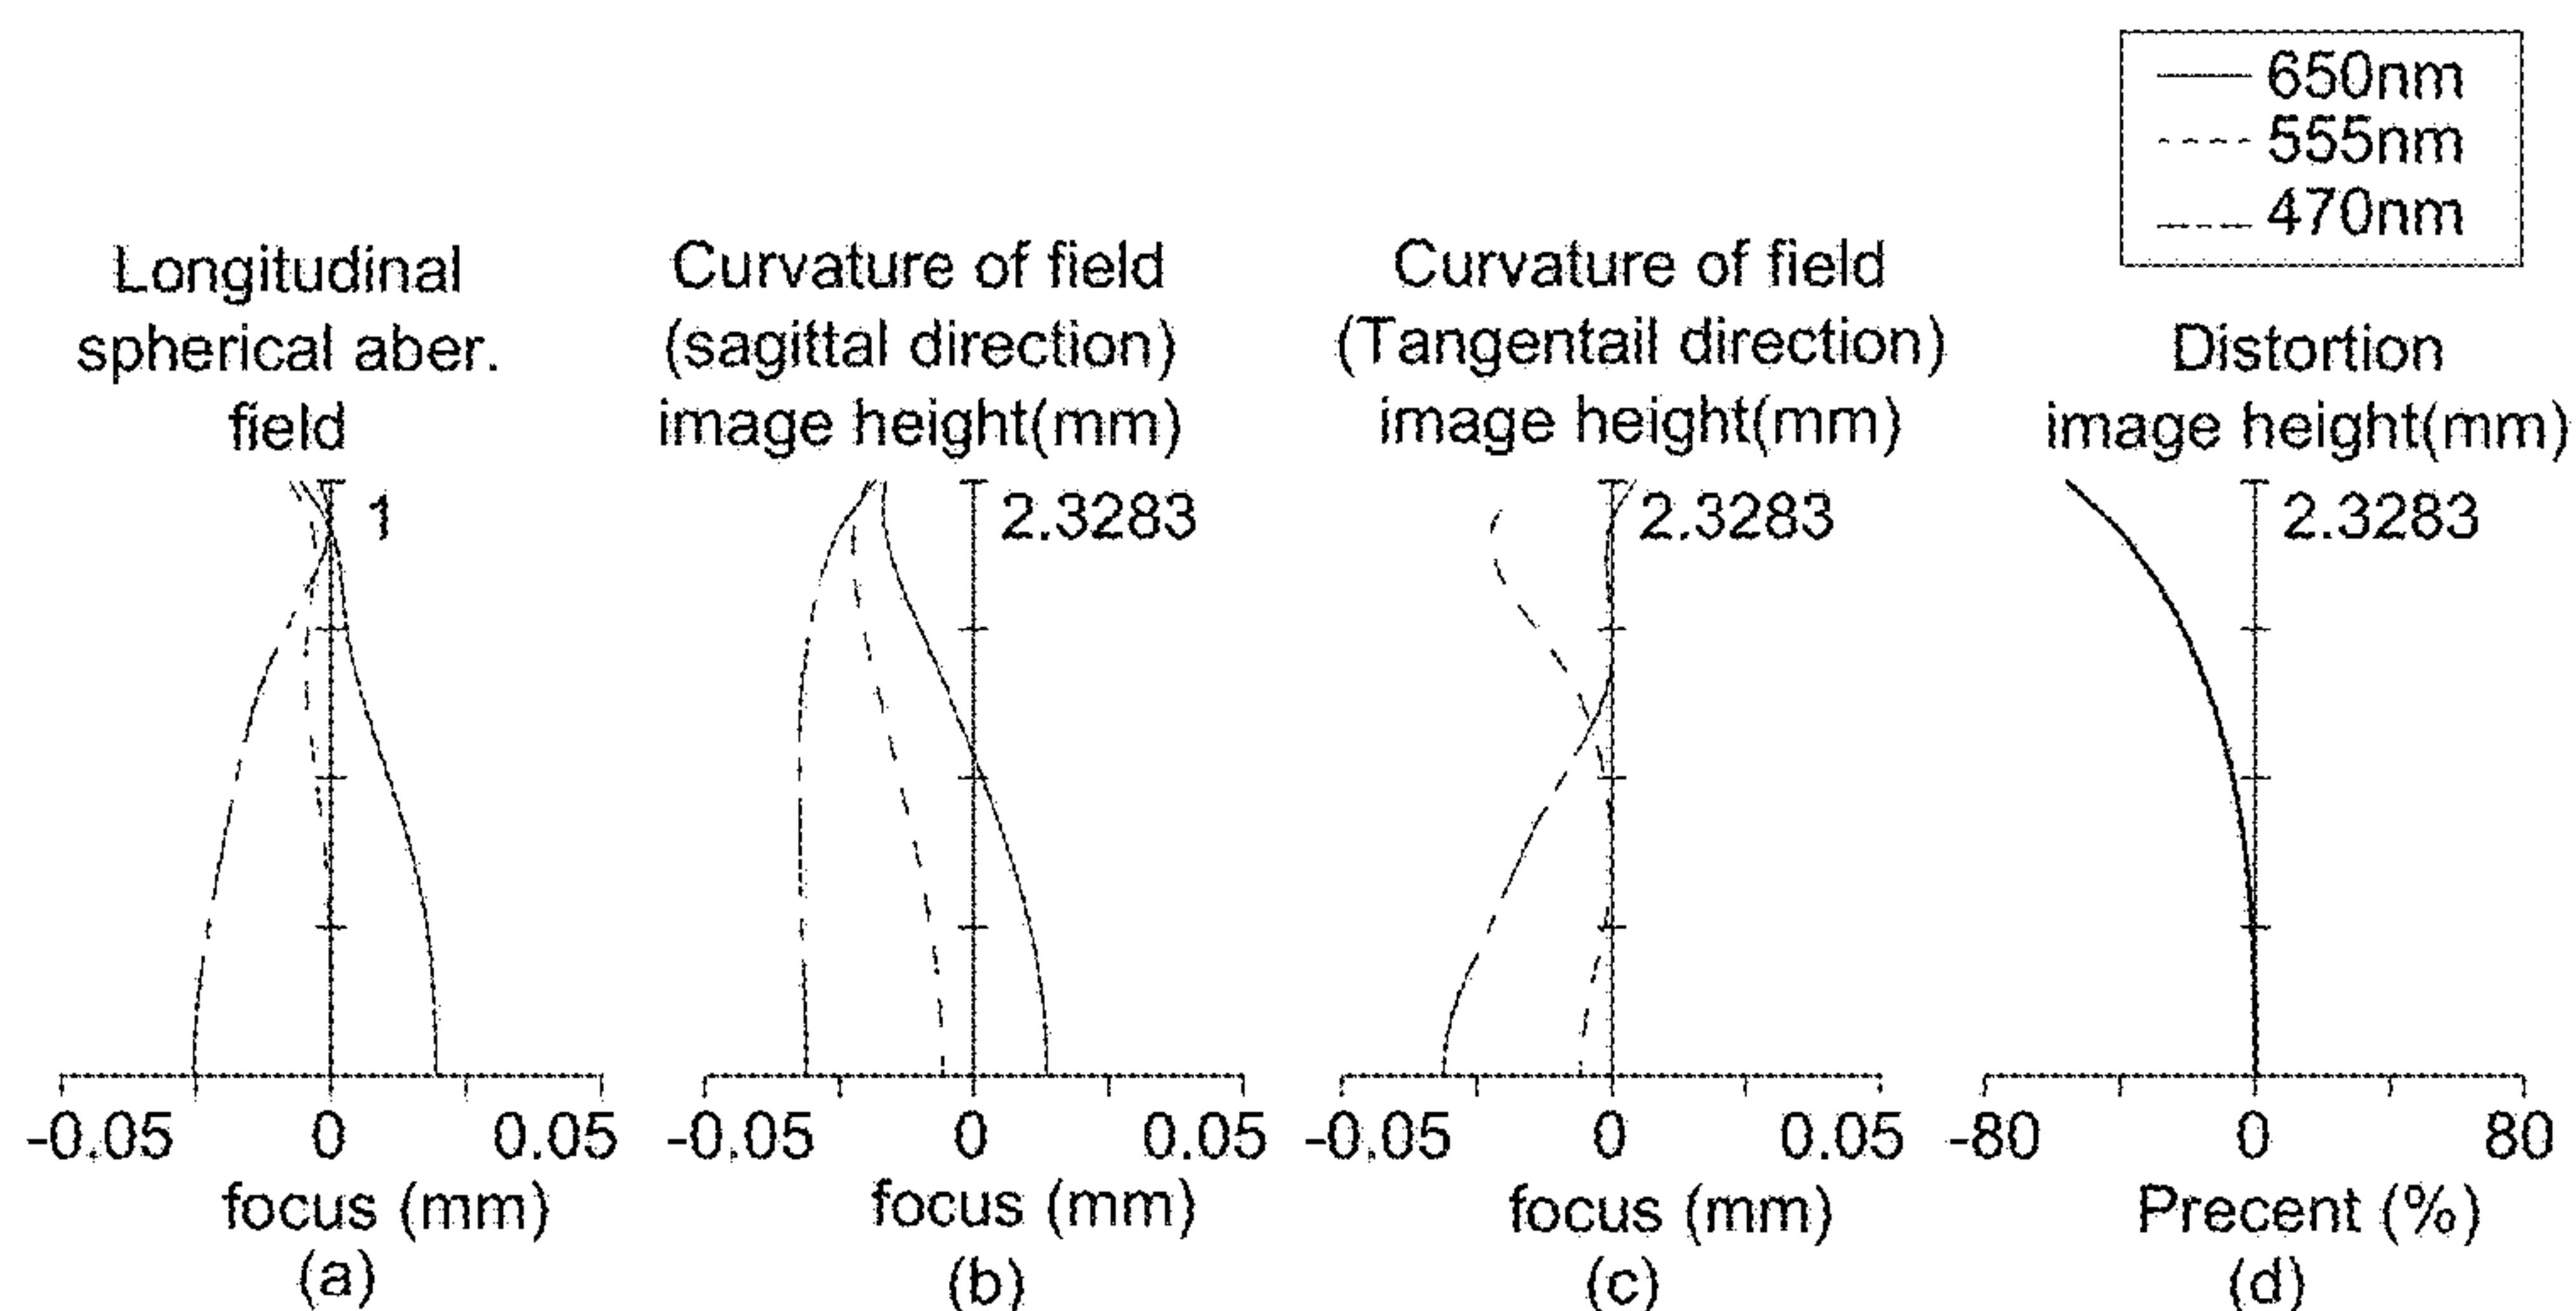 650nm
555nm
470nm
Longitudinal
spherical aber.
field
Curvature of field
(sagittal direction)
image height(mm)
Curvature of field
(Tangentail direction)
image height(mm)
Distortion
image height(mm)
1
2.3283
2.3283
2.3283
-0.05 0 0.05
-0.05 0 0.05
-0.05 0 0.05
-80 0 80
focus (mm)
focus (mm)
focus (mm)
Precent (%)
(a)
(b)
(c)
(d)